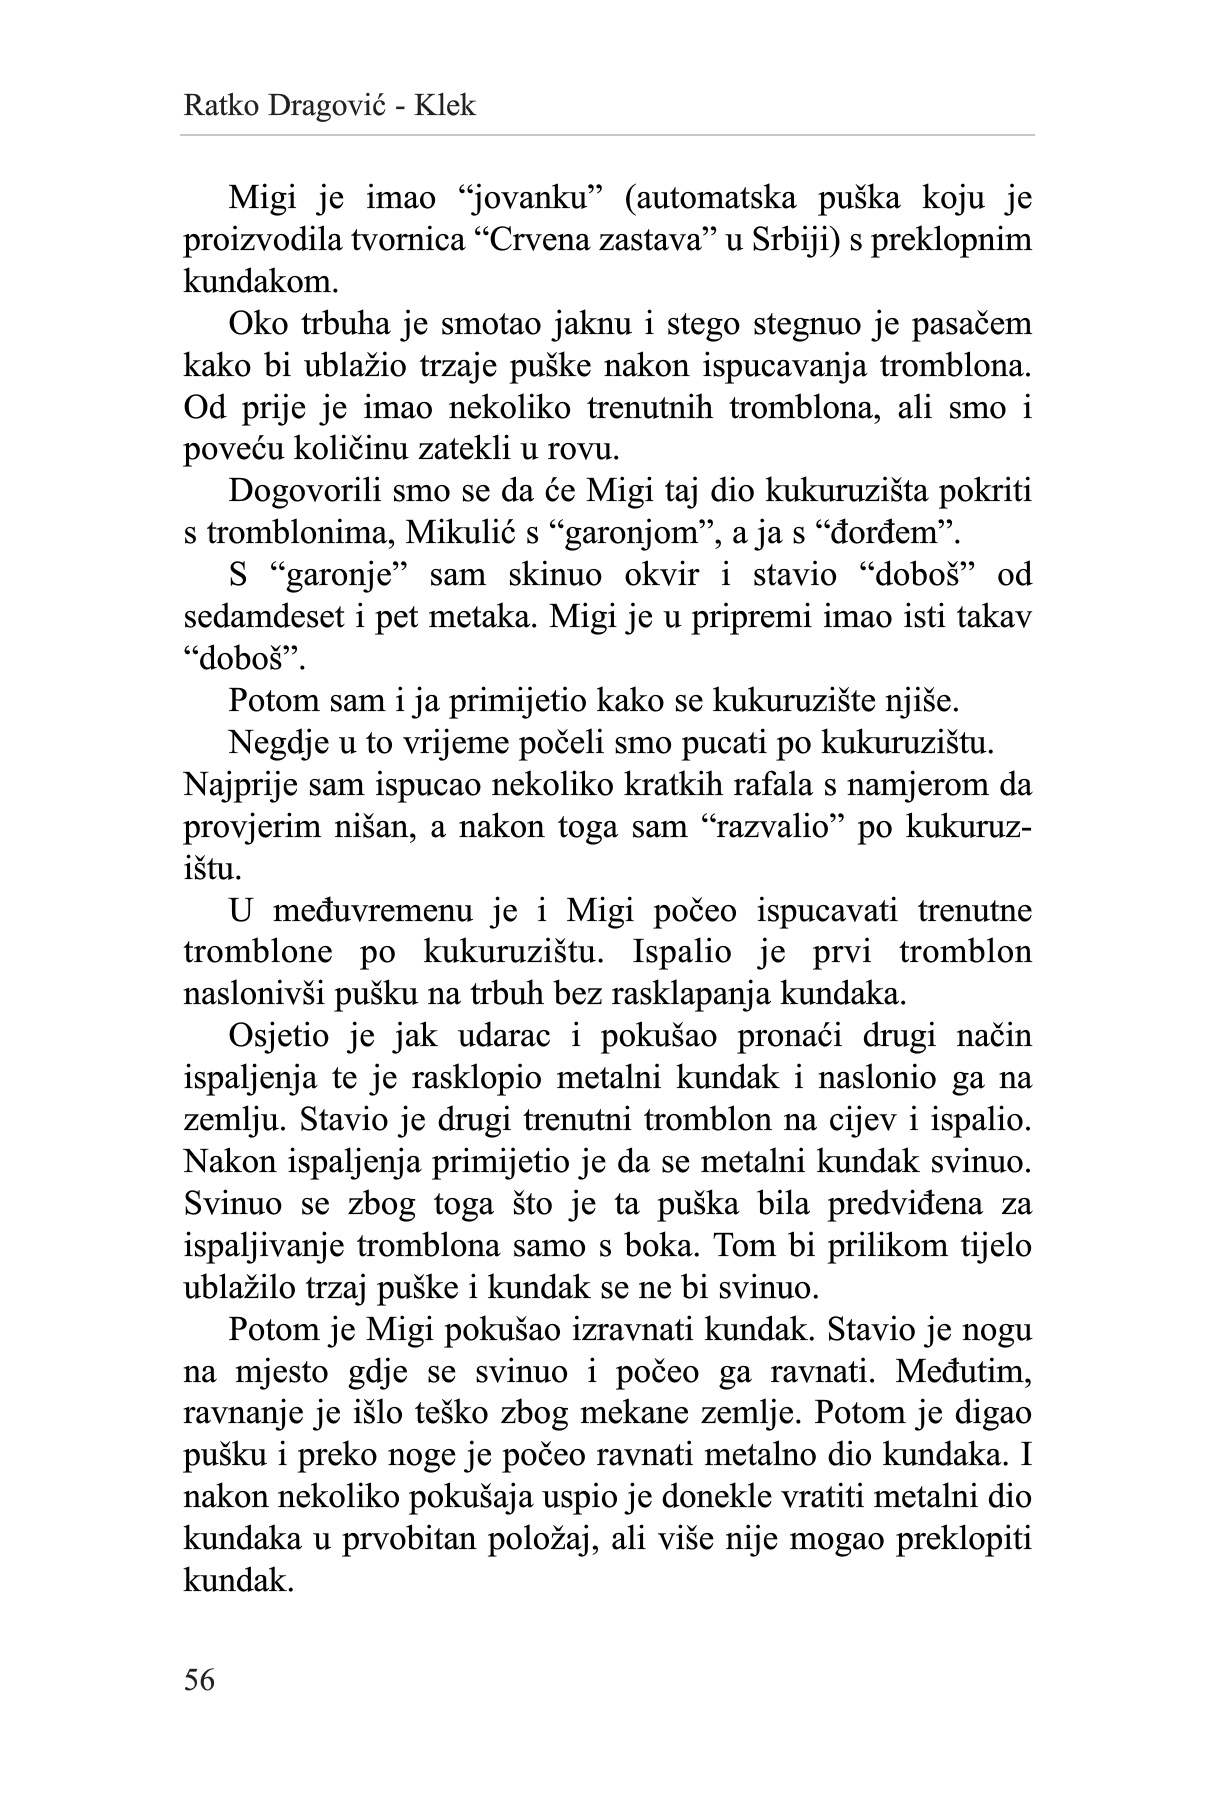 Ratko Dragović - Klek
Migi je imao “jovanku” (automatska puška koju je
proizvodila tvornica “Crvena zastava” u Srbiji) s preklopnim
kundakom.
Oko trbuha je smotao jaknu i stego stegnuo je pasačem
kako bi ublažio trzaje puške nakon ispucavanja tromblona.
Od prije je imao nekoliko trenutnih tromblona, ali smo i
poveću količinu zatekli u rovu.
Dogovorili smo se da će Migi taj dio kukuruzišta pokriti
s tromblonima, Mikulić s “garonjom”, a ja s “đorđem”.
S “garonje” sam skinuo okvir i stavio “doboš” od
sedamdeset i pet metaka. Migi je u pripremi imao isti takav
“doboš”.
Potom sam i ja primijetio kako se kukuruzište njiše.
Negdje u to vrijeme počeli smo pucati po kukuruzištu.
Najprije sam ispucao nekoliko kratkih rafala s namjerom da
provjerim nišan, a nakon toga sam “razvalio” po kukuruz-
ištu.
U međuvremenu je i Migi počeo ispucavati trenutne
tromblone po kukuruzištu. Ispalio je prvi tromblon
naslonivši pušku na trbuh bez rasklapanja kundaka.
Osjetio je jak udarac i pokušao pronaći drugi način
ispaljenja te je rasklopio metalni kundak i naslonio ga na
zemlju. Stavio je drugi trenutni tromblon na cijev i ispalio.
Nakon ispaljenja primijetio je da se metalni kundak svinuo.
Svinuo se zbog toga što je ta puška bila predviđena za
ispaljivanje tromblona samo s boka. Tom bi prilikom tijelo
ublažilo trzaj puške i kundak se ne bi svinuo.
Potom je Migi pokušao izravnati kundak. Stavio je nogu
na mjesto gdje se svinuo i počeo ga ravnati. Međutim,
ravnanje je išlo teško zbog mekane zemlje. Potom je digao
pušku i preko noge je počeo ravnati metalno dio kundaka. I
nakon nekoliko pokušaja uspio je donekle vratiti metalni dio
kundaka u prvobitan položaj, ali više nije mogao preklopiti
kundak.
56